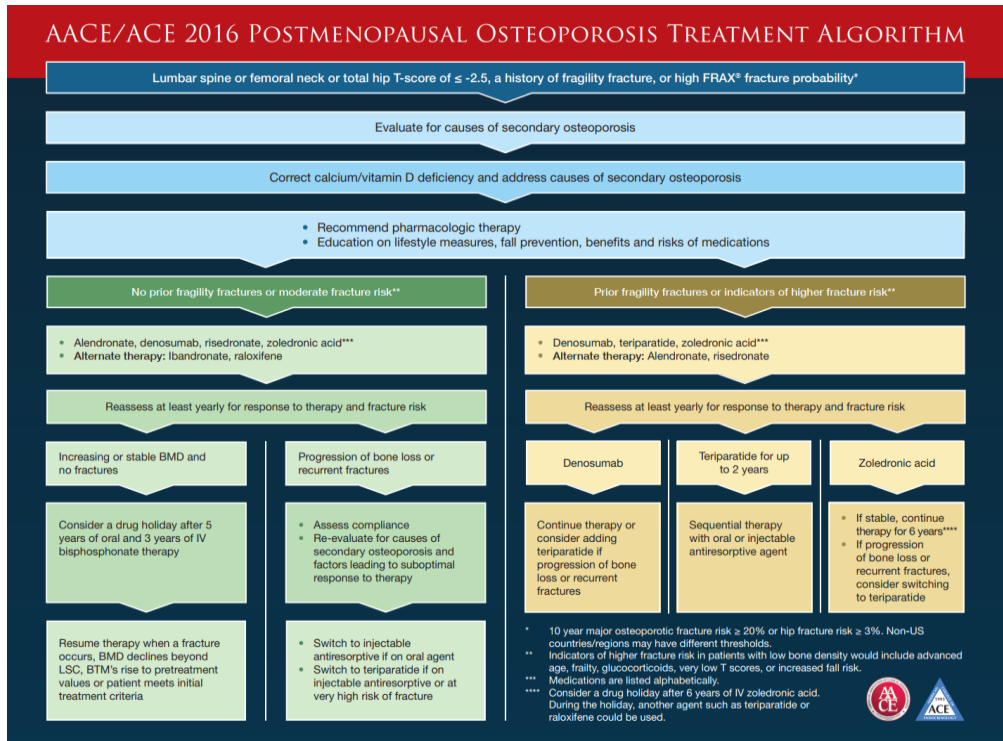 AACE/ACE 2016 Postmenopausal Osteoporosis Treatment Algorithm
Lumbar spine or femoral neck or total hip T-score of ≤ -2.5, a history of fragility fracture, or high FRAX® fracture probability*
Evaluate for causes of secondary osteoporosis
Correct calcium/vitamin D deficiency and address causes of secondary osteoporosis
• Recommend pharmacologic therapy
• Education on lifestyle measures, fall prevention, benefits and risks of medications
No prior fragility fractures or moderate fracture risk**
• Alendronate, denosumab, risedronate, zoledronic acid***
• Alternate therapy: Ibandronate, raloxifene
Reassess at least yearly for response to therapy and fracture risk
Increasing or stable BMD and
no fractures
Consider a drug holiday after 5
years of oral and 3 years of IV
bisphosphonate therapy
Resume therapy when a fracture
occurs, BMD declines beyond
LSC, BTM's rise to pretreatment
values or patient meets initial
treatment criteria
Progression of bone loss or
recurrent fractures
• Assess compliance
• Re-evaluate for causes of
secondary osteoporosis and
factors leading to suboptimal
response to therapy
• Switch to injectable
antiresorptive if on oral agent
• Switch to teriparatide if on
injectable antiresorptive or at
very high risk of fracture
Prior fragility fractures or indicators of higher fracture risk**
• Denosumab, teriparatide, zoledronic acid***
• Alternate therapy: Alendronate, risedronate
Reassess at least yearly for response to therapy and fracture risk
Denosumab
Continue therapy or
consider adding
teriparatide if
progression of bone
loss or recurrent
fractures
Teriparatide for up
to 2 years
Sequential therapy
with oral or injectable
antiresorptive agent
Zoledronic acid
• If stable, continue
therapy for 6 years****
• If progression
of bone loss or
recurrent fractures,
consider switching
to teriparatide
* 10 year major osteoporotic fracture risk ≥ 20% or hip fracture risk ≥ 3%. Non-US
countries/regions may have different thresholds.
** Indicators of higher fracture risk in patients with low bone density would include advanced
age, frailty, glucocorticoids, very low T scores, or increased fall risk.
*** Medications are listed alphabetically.
**** Consider a drug holiday after 6 years of IV zoledronic acid.
During the holiday, another agent such as teriparatide or
raloxifene could be used.
AA
CE
ACE